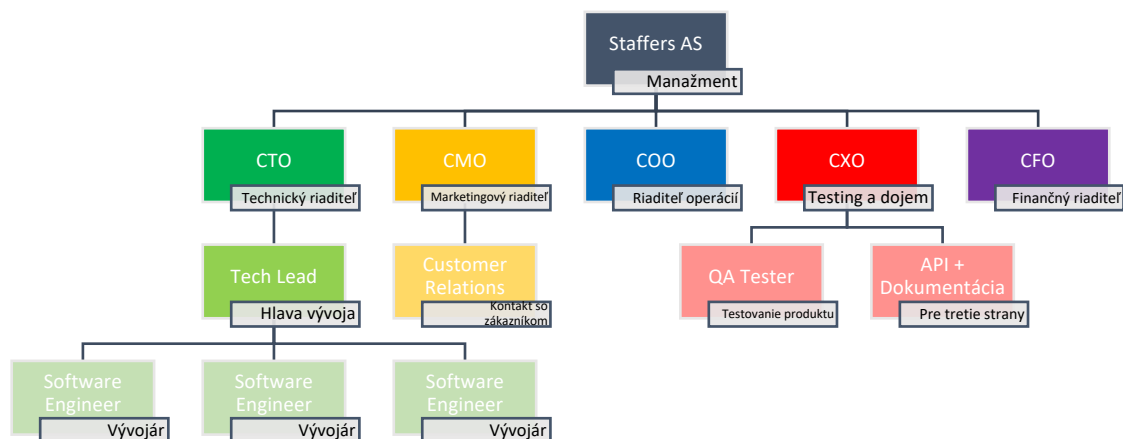 Staffers AS
Manažment
CTO
Technický riaditeľ
CMO
Marketingový riaditeľ
COO
Riaditeľ operácií
CXO
Testing a dojem
CFO
Finančný riaditeľ
Tech Lead
Hlava vývoja
Customer
Relations
Kontakt so
zákazníkom
QA Tester
Testovanie produktu
API +
Dokumentácia
Pre tretie strany
Software
Engineer
Vývojár
Software
Engineer
Vývojár
Software
Engineer
Vývojár